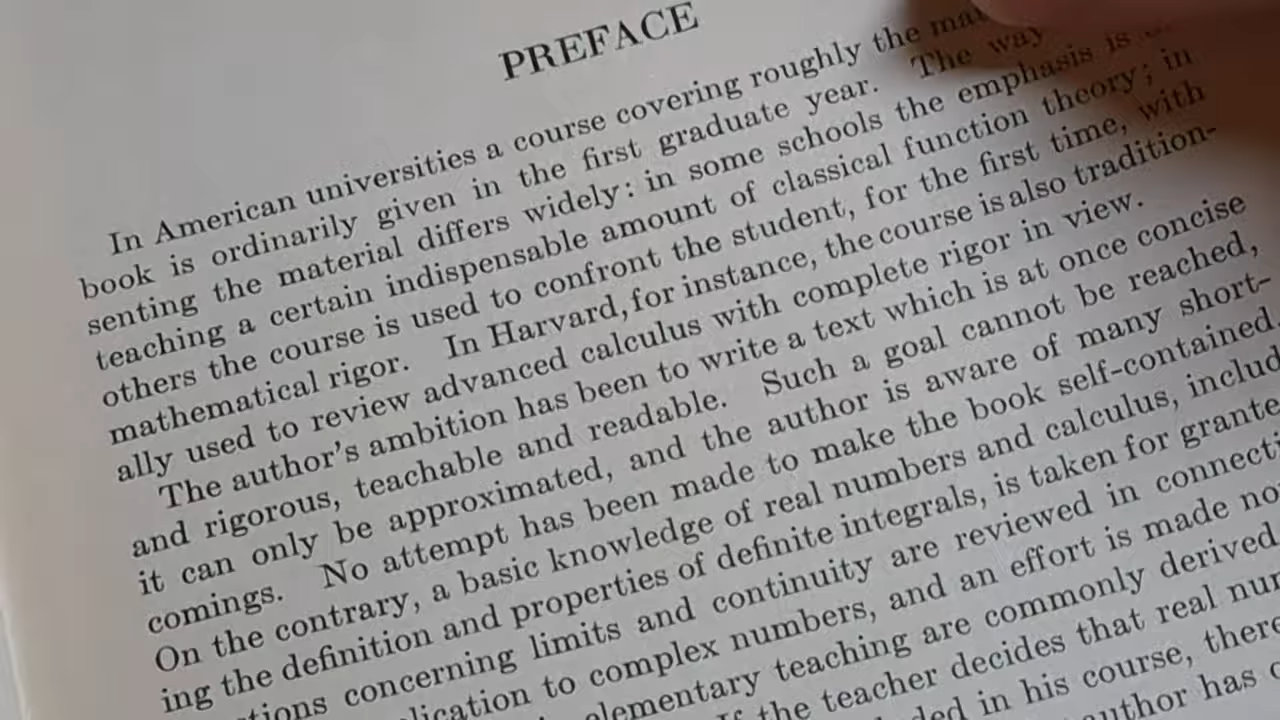 PREFACE
In American universities a course covering roughly the
book is ordinarily given in the first graduate year. The way
senting the material differs widely: in some schools the emphasis is
teaching a certain indispensable amount of classical function theory; in
others the course is used to confront the student, for the first time, with
mathematical rigor. In Harvard, for instance, the course is also tradition-
ally used to review advanced calculus with complete rigor in view.
The author's ambition has been to write a text which is at once concise
and rigorous, teachable and readable. Such a goal cannot be reached,
it can only be approximated, and the author is aware of many short-
comings. No attempt has been made to make the book self-contained
On the contrary, a basic knowledge of real numbers and calculus, includ
ing the definition and properties of definite integrals, is taken for grante
tions concerning limits and continuity are reviewed in connecti
lication to complex numbers, and an effort is made no
elementary teaching are commonly derived
If the teacher decides that real num
ded in his course, there
author has